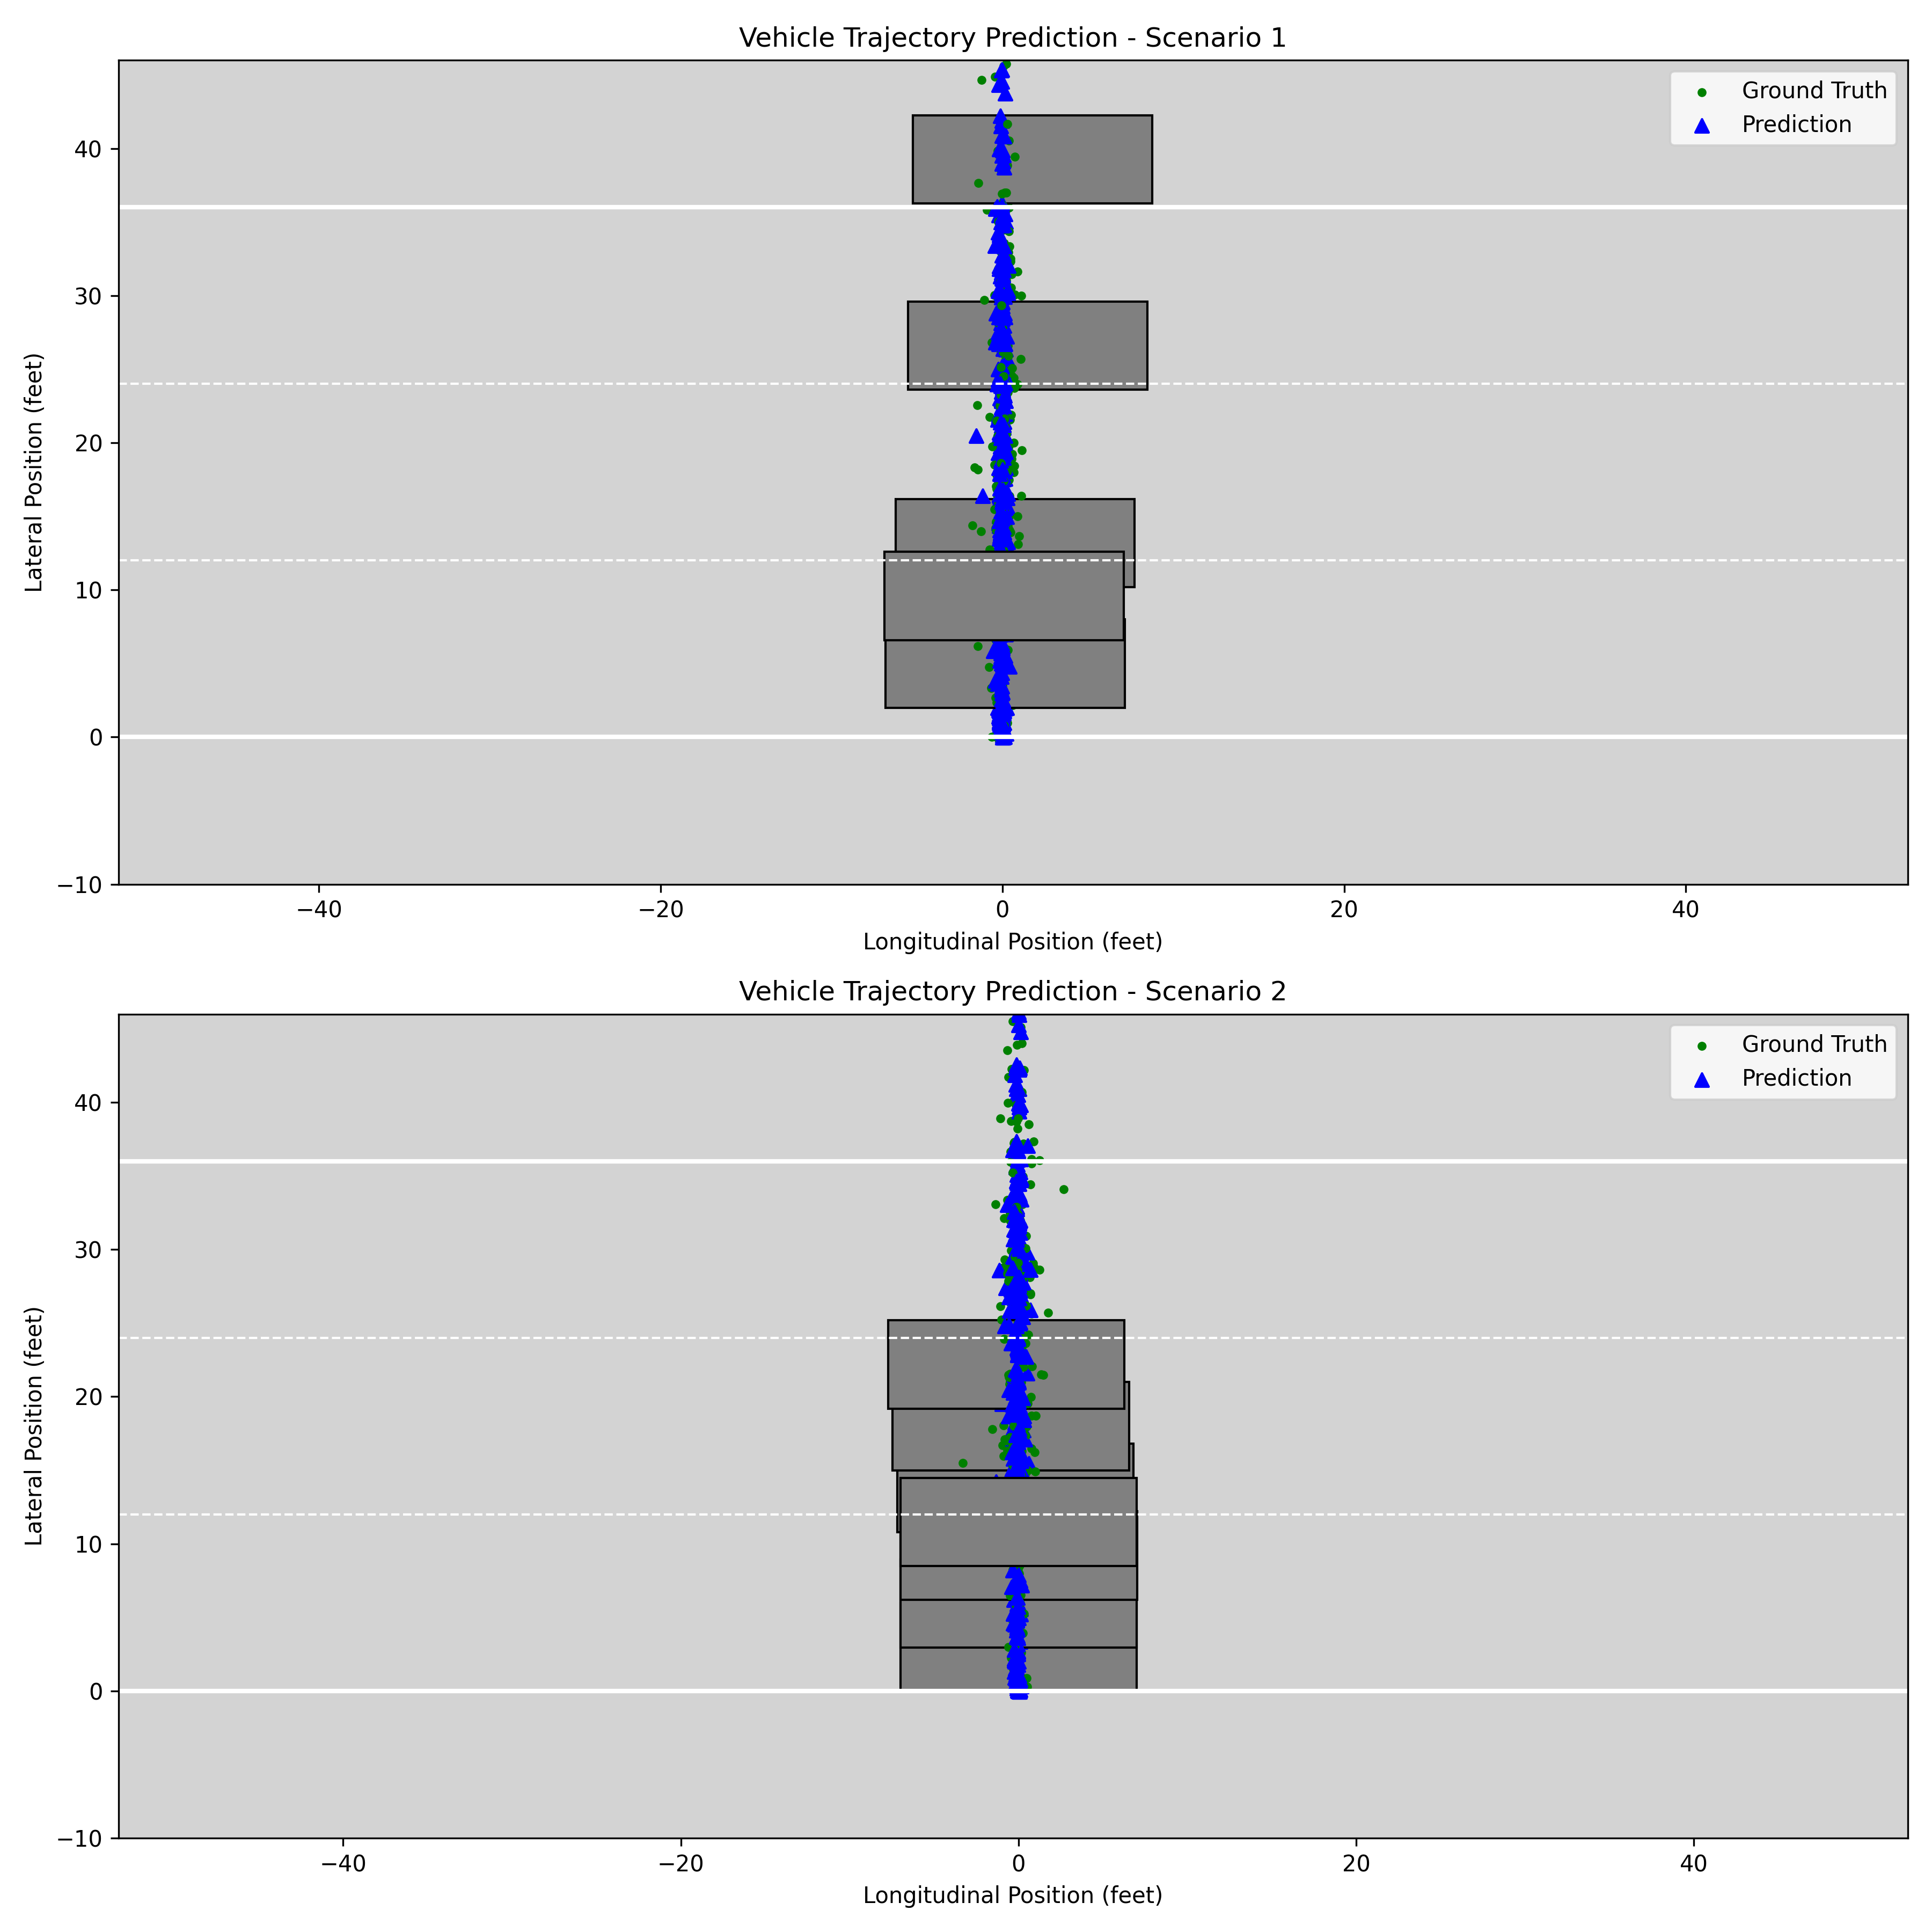 Vehicle Trajectory Prediction - Scenario 1
Ground Truth
Prediction
40
30
20
10
0
−10
Lateral Position (feet)
−40
−20
0
20
40
Longitudinal Position (feet)
Vehicle Trajectory Prediction - Scenario 2
Ground Truth
Prediction
40
30
20
10
0
−10
Lateral Position (feet)
−40
−20
0
20
40
Longitudinal Position (feet)